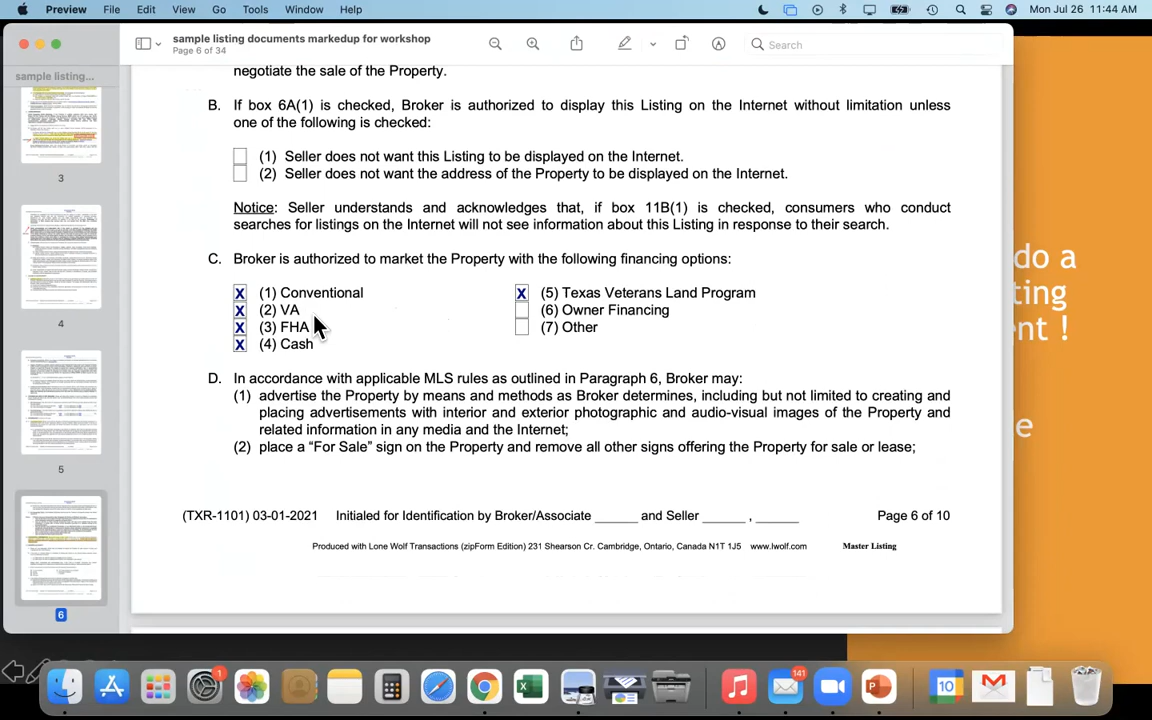 Preview File Edit View Go Tools Window Help Mon Jul 26 11:44 AM
sample listing documents markedup for workshop
Page 6 of 34
Search
sample listing...
3
4
5
6
negotiate the sale of the Property.
B. If box 6A(1) is checked, Broker is authorized to display this Listing on the Internet without limitation unless
one of the following is checked:
(1) Seller does not want this Listing to be displayed on the Internet.
(2) Seller does not want the address of the Property to be displayed on the Internet.
Notice: Seller understands and acknowledges that, if box 11B(1) is checked, consumers who conduct
searches for listings on the Internet will not see information about this Listing in response to their search.
C. Broker is authorized to market the Property with the following financing options:
X (1) Conventional X (5) Texas Veterans Land Program
X (2) VA (6) Owner Financing
X (3) FHA (7) Other
X (4) Cash
D. In accordance with applicable MLS rules as outlined in Paragraph 6, Broker may:
(1) advertise the Property by means and methods as Broker determines, including but not limited to creating and
placing advertisements with interior and exterior photographic and audio-visual images of the Property and
related information in any media and the Internet;
(2) place a “For Sale” sign on the Property and remove all other signs offering the Property for sale or lease;
(TXR-1101) 03-01-2021 Initialed for Identification by Broker/Associate ______ and Seller ______ , ______ Page 6 of 10
Produced with Lone Wolf Transactions (zipForm Edition) 231 Shearson Cr. Cambridge, Ontario, Canada N1T 1J5 www.lwolf.com Master Listing
do a
ting
nt !
e
1
141
10